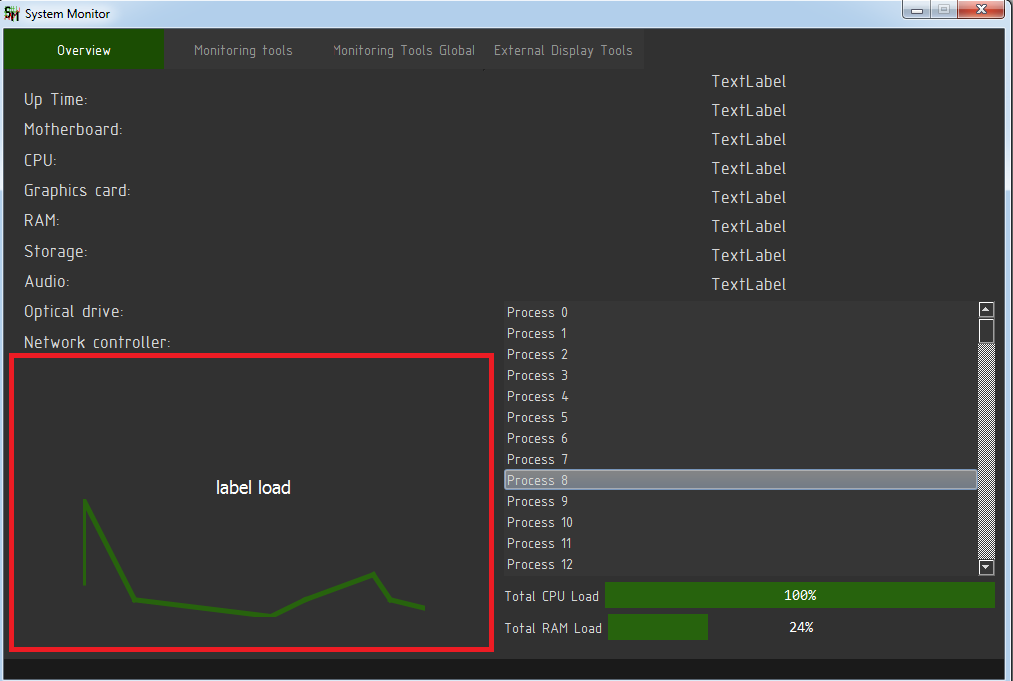 SM System Monitor
Overview Monitoring tools Monitoring Tools Global External Display Tools
Up Time:
Motherboard:
CPU:
Graphics card:
RAM:
Storage:
Audio:
Optical drive:
Network controller:
TextLabel
TextLabel
TextLabel
TextLabel
TextLabel
TextLabel
TextLabel
TextLabel
label load
Process 0
Process 1
Process 2
Process 3
Process 4
Process 5
Process 6
Process 7
Process 8
Process 9
Process 10
Process 11
Process 12
Total CPU Load 100%
Total RAM Load 24%